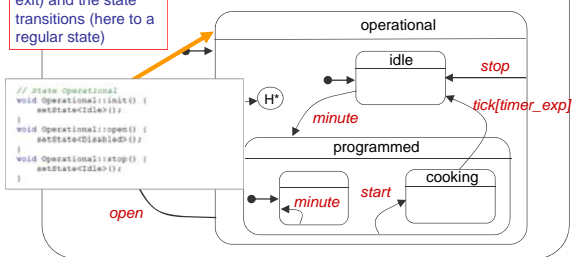 exit) and the state
transitions (here to a
regular state)
operational
idle
stop
H*
minute
tick[timer_exp]
// State Operational
void Operational::init() {
setState<Idle>();
}
void Operational::open() {
setState<Disabled>();
}
void Operational::stop() {
setState<Idle>();
}
programmed
cooking
minute
start
open